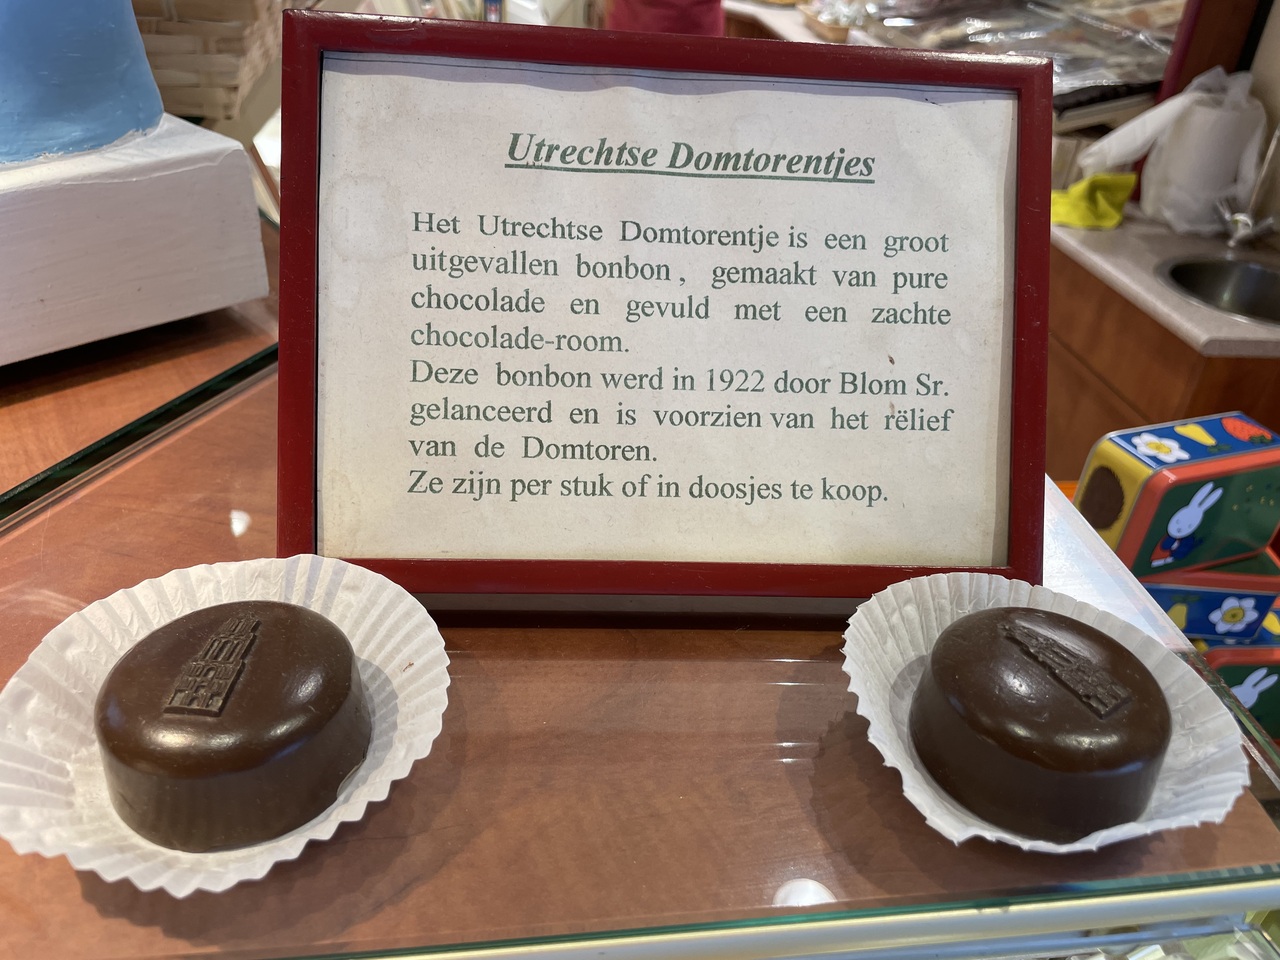 Utrechtse Domtorentjes
Het Utrechtse Domtorentje is een groot
uitgevallen bonbon , gemaakt van pure
chocolade en gevuld met een zachte
chocolade-room.
Deze bonbon werd in 1922 door Blom Sr.
gelanceerd en is voorzien van het rëlief
van de Domtoren.
Ze zijn per stuk of in doosjes te koop.